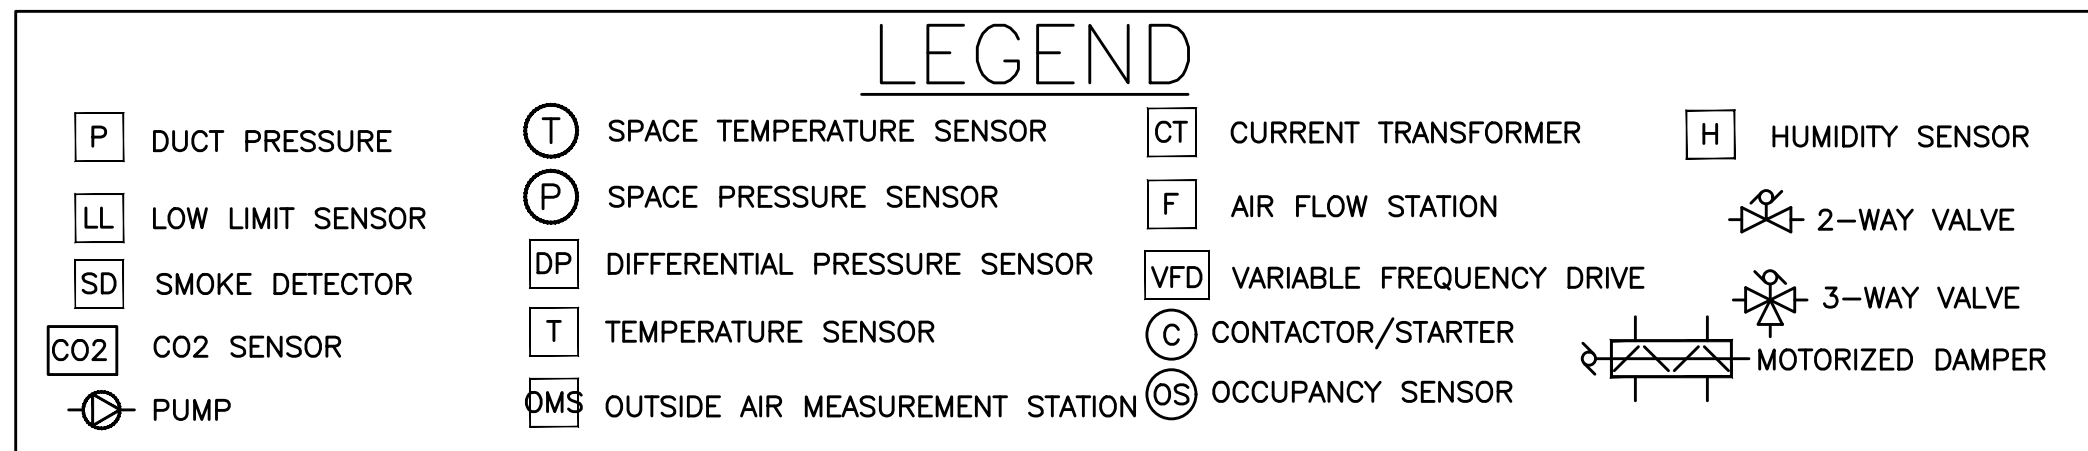 LEGEND
P DUCT PRESSURE
LL LOW LIMIT SENSOR
SD SMOKE DETECTOR
CO2 CO2 SENSOR
PUMP
T SPACE TEMPERATURE SENSOR
P SPACE PRESSURE SENSOR
DP DIFFERENTIAL PRESSURE SENSOR
T TEMPERATURE SENSOR
OMS OUTSIDE AIR MEASUREMENT STATION
CT CURRENT TRANSFORMER
F AIR FLOW STATION
VFD VARIABLE FREQUENCY DRIVE
C CONTACTOR/STARTER
OS OCCUPANCY SENSOR
H HUMIDITY SENSOR
2-WAY VALVE
3-WAY VALVE
MOTORIZED DAMPER